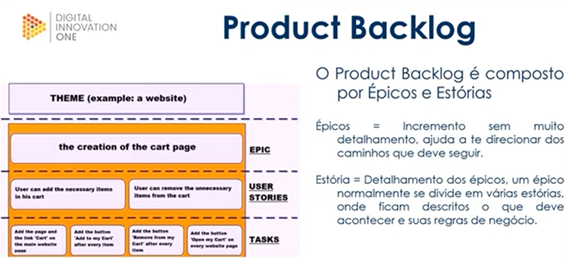 DIGITAL
INNOVATION
ONE
Product Backlog
THEME (example: a website)
the creation of the cart page
EPIC
User can add the necessary items
in his cart
User can remove the unnecessary
items from the cart
USER
STORIES
Add the page and
the link 'Cart' on
the main website
page
Add the button
'Add to my Cart'
after every item
Add the button
'Remove from my
Cart' after every
item
Add the button
'Open my Cart' on
every website page
TASKS
O Product Backlog é composto
por Épicos e Estórias
Épicos = Incremento sem muito
detalhamento, ajuda a te direcionar dos
caminhos que deve seguir.
Estória = Detalhamento dos épicos, um épico
normalmente se divide em várias estórias,
onde ficam descritos o que deve
acontecer e suas regras de negócio.